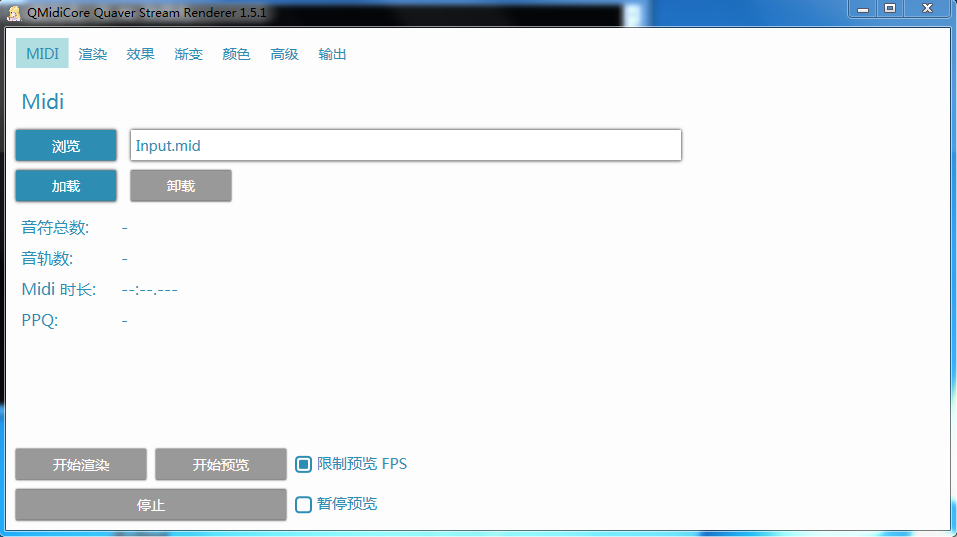 QMidiCore Quaver Stream Renderer 1.5.1
MIDI 渲染 效果 渐变 颜色 高级 输出
Midi
浏览 Input.mid
加载 卸载
音符总数: -
音轨数: -
Midi 时长: --:--.---
PPQ: -
开始渲染 开始预览 限制预览 FPS
停止 暂停预览